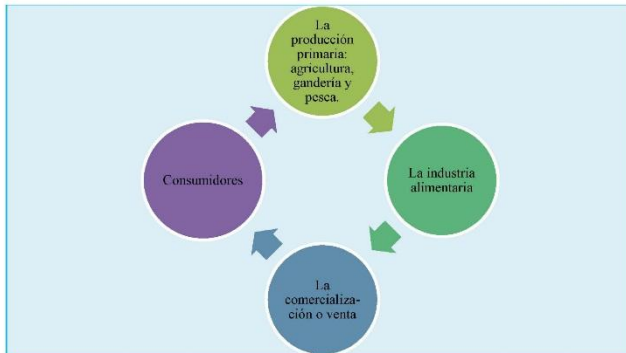 La
producción
primaria:
agricultura,
gandería y
pesca.
La industria
alimentaria
La
comercializa-
ción o venta
Consumidores